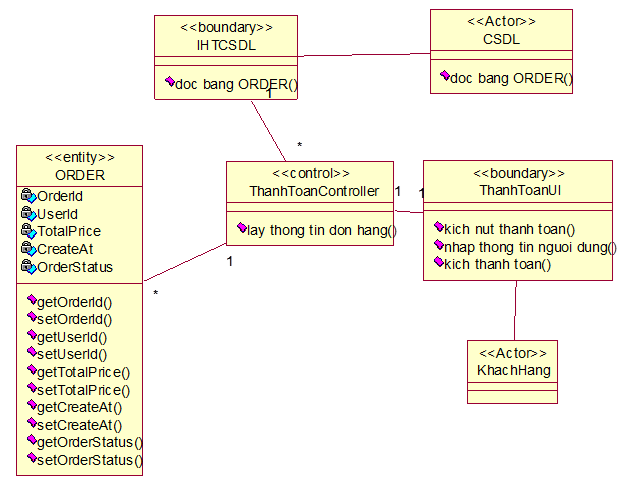 <<boundary>>
IHTCSDL
doc bang ORDER()
1
<<Actor>>
CSDL
doc bang ORDER()
*
<<entity>>
ORDER
OrderId
UserId
TotalPrice
CreateAt
OrderStatus
getOrderId()
setOrderId()
getUserId()
setUserId()
getTotalPrice()
setTotalPrice()
getCreateAt()
setCreateAt()
getOrderStatus()
setOrderStatus()
<<control>>
ThanhToanController
lay thong tin don hang()
1
1
1
*
<<boundary>>
ThanhToanUI
kich nut thanh toan()
nhap thong tin nguoi dung()
kich thanh toan()
<<Actor>>
KhachHang